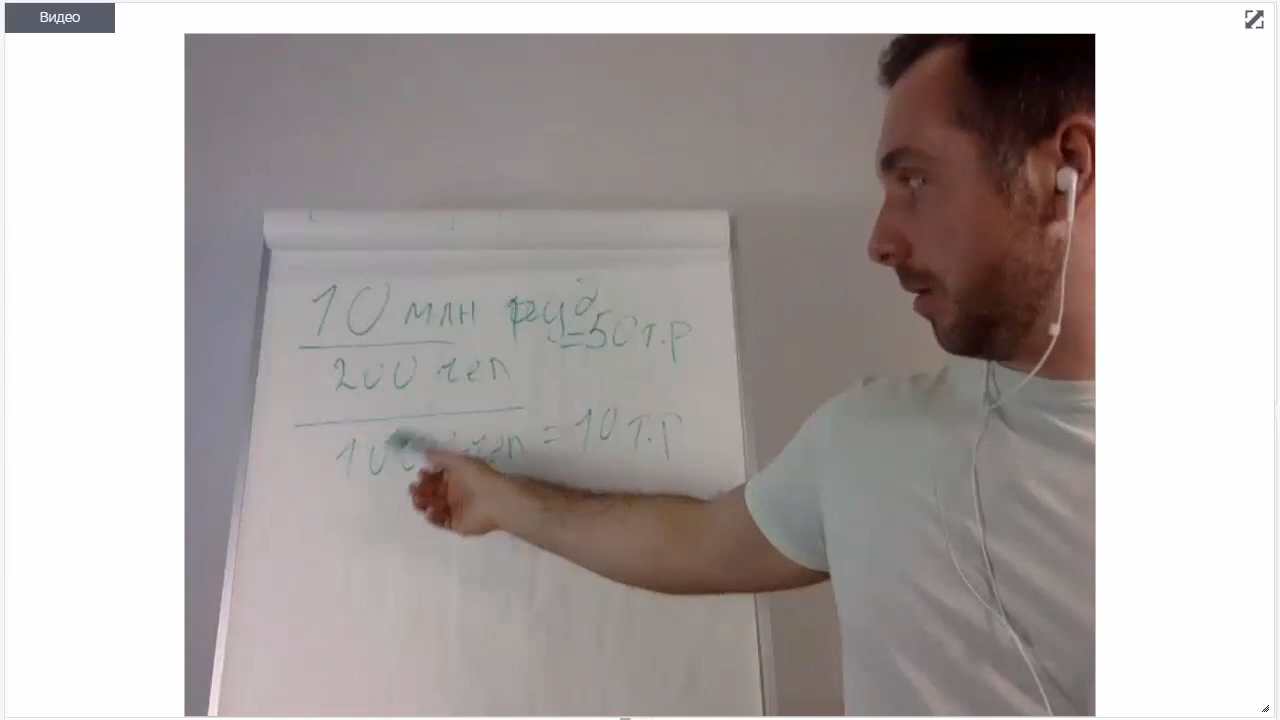 Видео
10 млн руб
= 50 т.р
200 чел
= 10 т.р